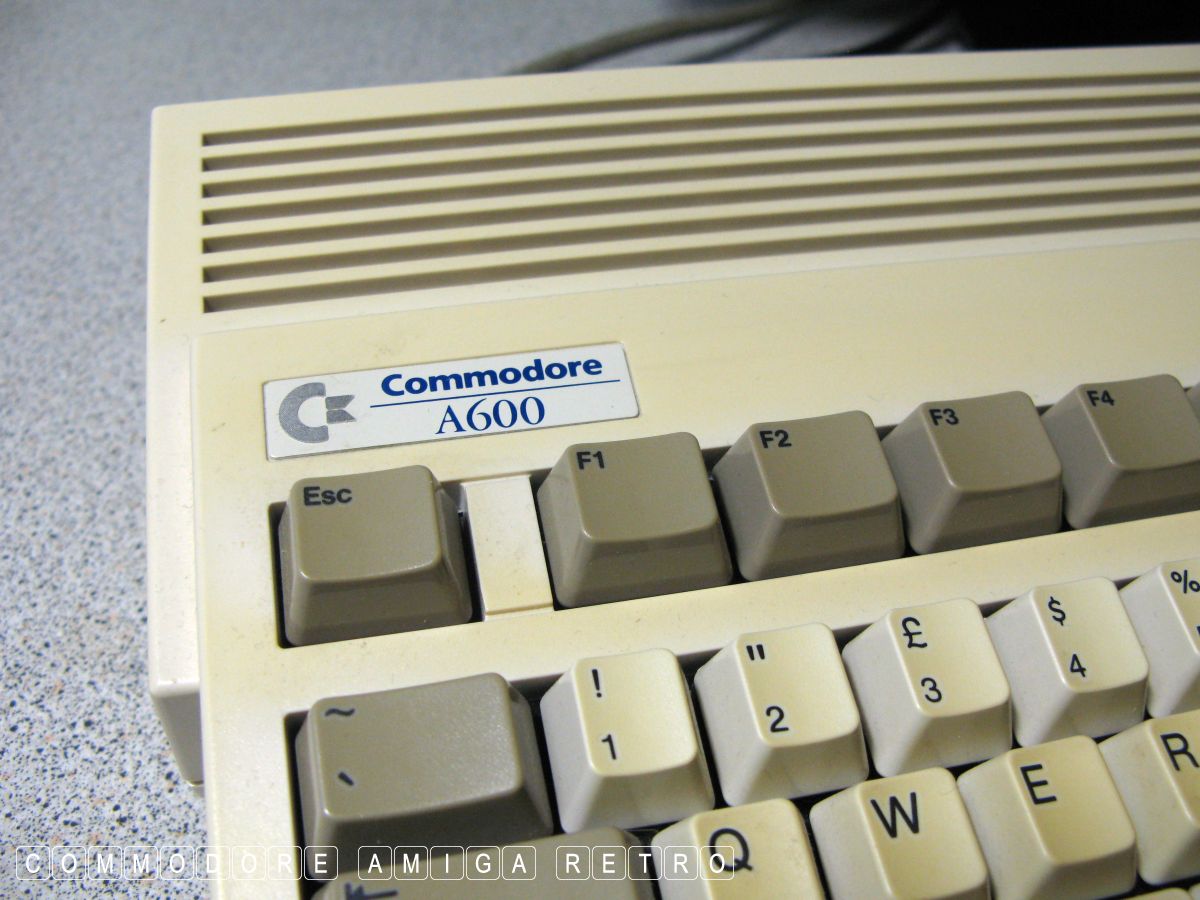 Commodore
A600
Esc F1 F2 F3 F4
~ ! " £ $ %
` 1 2 3 4
Q W E R
COMMODORE AMIGA RETRO